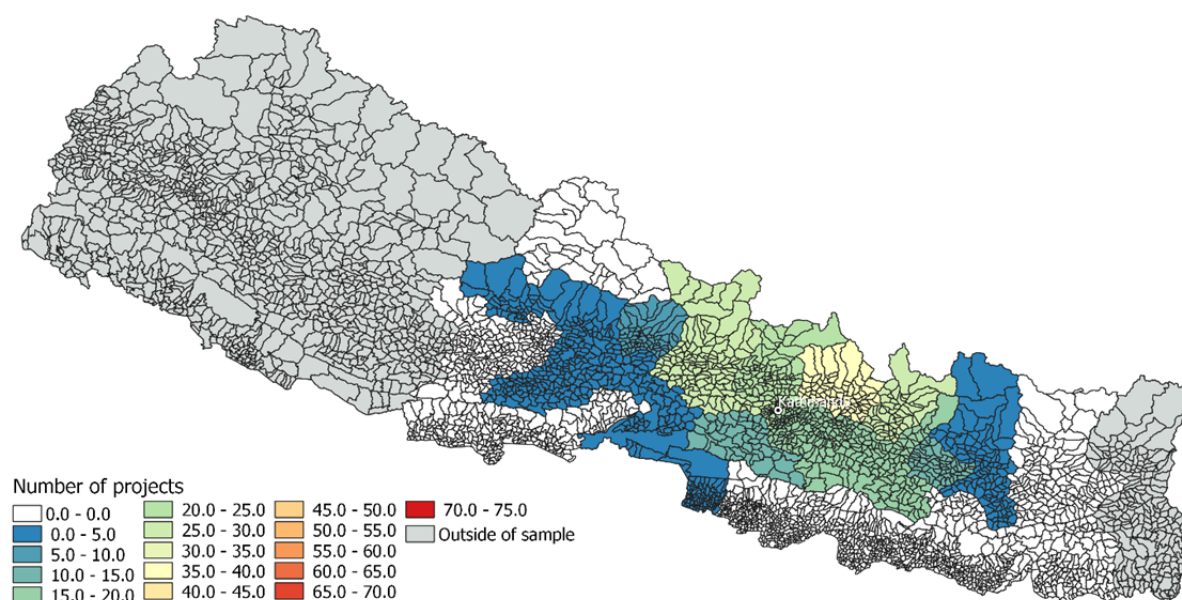 Kathmandu
Number of projects
0.0 - 0.0
0.0 - 5.0
5.0 - 10.0
10.0 - 15.0
15.0 - 20.0
20.0 - 25.0
25.0 - 30.0
30.0 - 35.0
35.0 - 40.0
40.0 - 45.0
45.0 - 50.0
50.0 - 55.0
55.0 - 60.0
60.0 - 65.0
65.0 - 70.0
70.0 - 75.0
Outside of sample